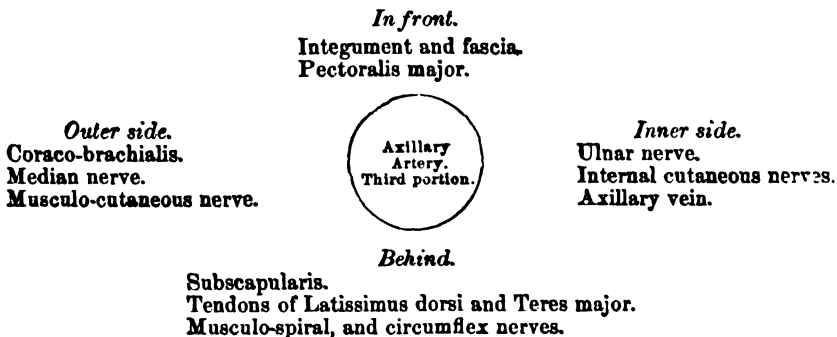 In front.
Integument and fascia.
Pectoralis major.
Outer side.
Coraco-brachialis.
Median nerve.
Musculo-cutaneous nerve.
Axillary
Artery.
Third portion.
Inner side.
Ulnar nerve.
Internal cutaneous nerves.
Axillary vein.
Behind.
Subscapularis.
Tendons of Latissimus dorsi and Teres major.
Musculo-spiral, and circumflex nerves.